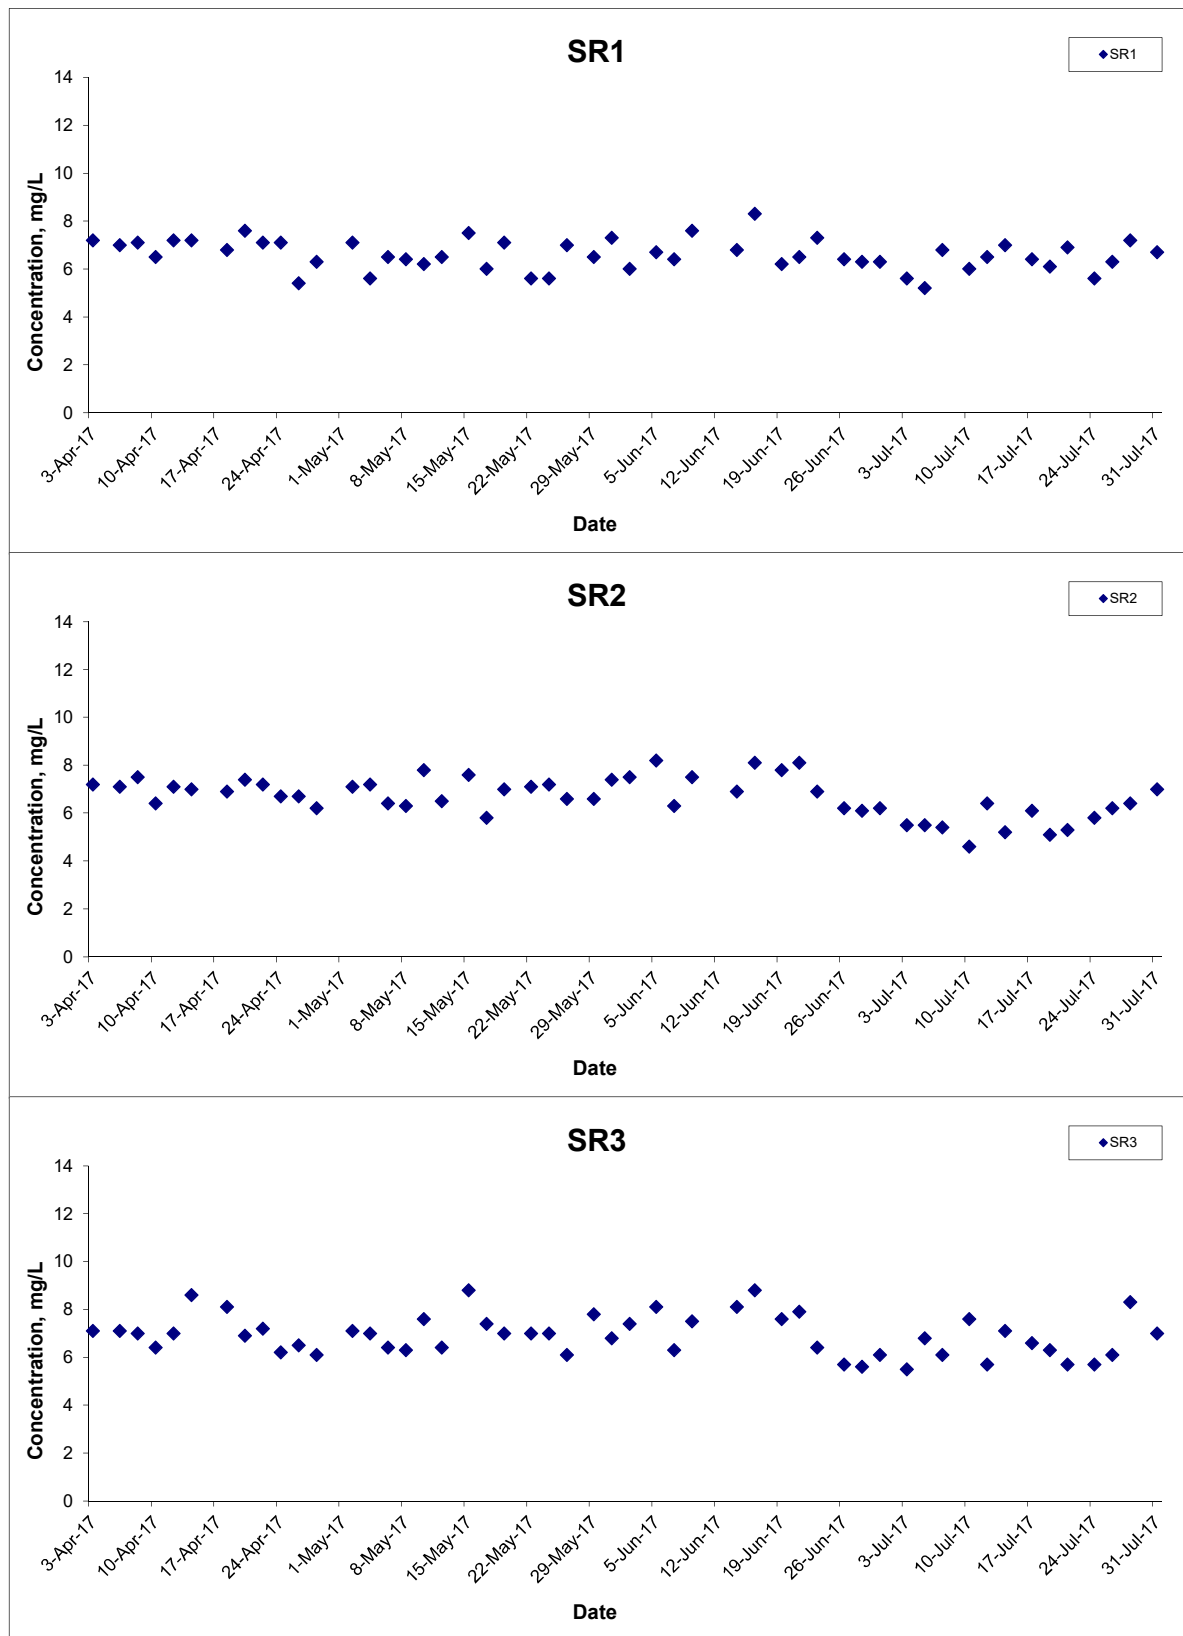 SR1
SR1
14
12
10
8
6
4
2
0
Concentration, mg/L
3-Apr-17
10-Apr-17
17-Apr-17
24-Apr-17
1-May-17
8-May-17
15-May-17
22-May-17
29-May-17
5-Jun-17
12-Jun-17
19-Jun-17
26-Jun-17
3-Jul-17
10-Jul-17
17-Jul-17
24-Jul-17
31-Jul-17
Date
SR2
SR2
14
12
10
8
6
4
2
0
Concentration, mg/L
3-Apr-17
10-Apr-17
17-Apr-17
24-Apr-17
1-May-17
8-May-17
15-May-17
22-May-17
29-May-17
5-Jun-17
12-Jun-17
19-Jun-17
26-Jun-17
3-Jul-17
10-Jul-17
17-Jul-17
24-Jul-17
31-Jul-17
Date
SR3
SR3
14
12
10
8
6
4
2
0
Concentration, mg/L
3-Apr-17
10-Apr-17
17-Apr-17
24-Apr-17
1-May-17
8-May-17
15-May-17
22-May-17
29-May-17
5-Jun-17
12-Jun-17
19-Jun-17
26-Jun-17
3-Jul-17
10-Jul-17
17-Jul-17
24-Jul-17
31-Jul-17
Date